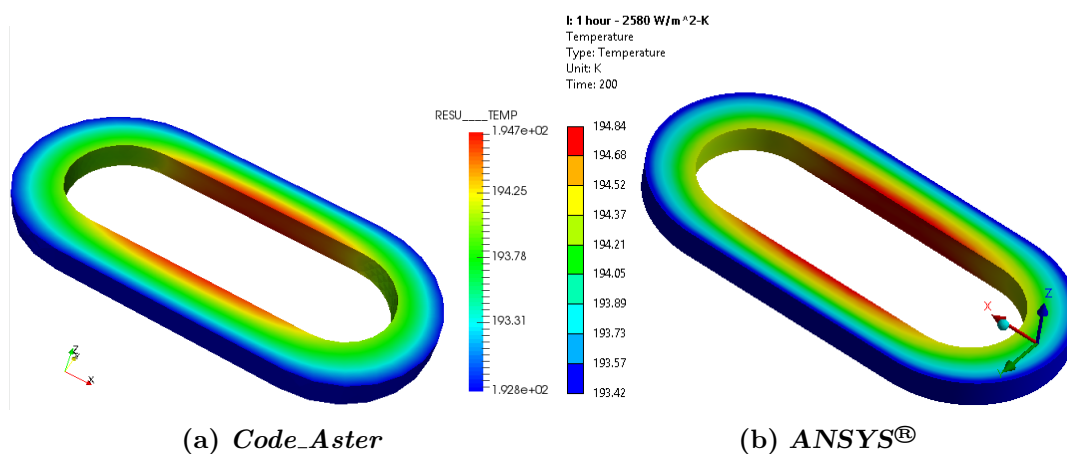 I: 1 hour - 2580 W/m^2-K
Temperature
Type: Temperature
Unit: K
Time: 200
RESU____TEMP
1.947e+02
194.25
193.78
193.31
1.928e+02
194.84
194.68
194.52
194.37
194.21
194.05
193.89
193.73
193.57
193.42
Z
X
X
Z
(a) Code_Aster
(b) ANSYS®